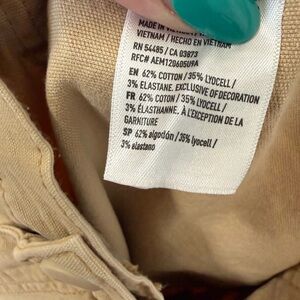 MADE IN VIETNAM /
VIETNAM / HECHO EN VIETNAM
RN 54485 / CA 03973
RFC# AEM120605U9A
EN 62% COTTON / 35% LYOCELL /
3% ELASTANE. EXCLUSIVE OF DECORATION
FR 62% COTON / 35% LYOCELL /
3% ÉLASTHANNE. À L'EXCEPTION DE LA
GARNITURE
SP 62% algodón / 35% lyocell /
3% elastano